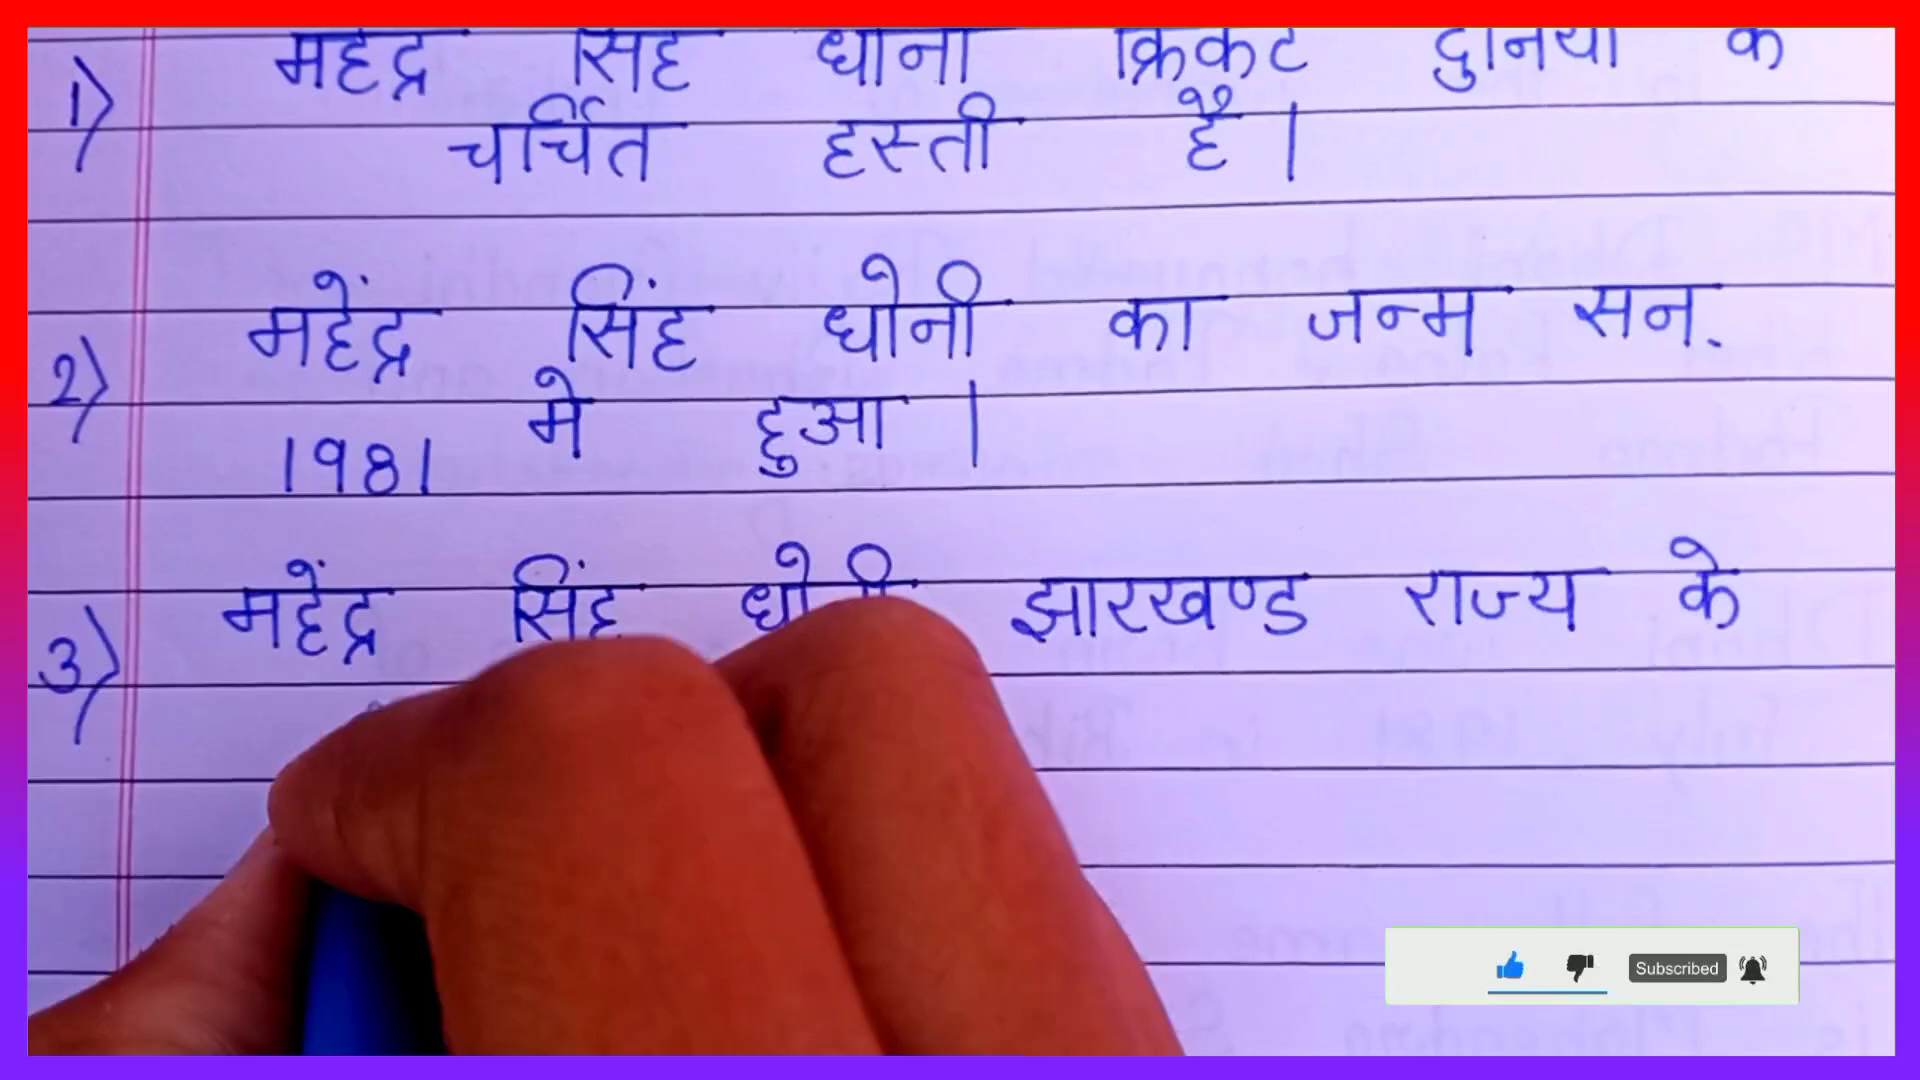 1) महेंद्र सिंह धोनी क्रिकेट दुनिया के
चर्चित हस्ती है।
2) महेंद्र सिंह धोनी का जन्म सन.
1981 मे हुआ।
3) महेंद्र सिंह धोनी झारखण्ड राज्य के
Subscribed